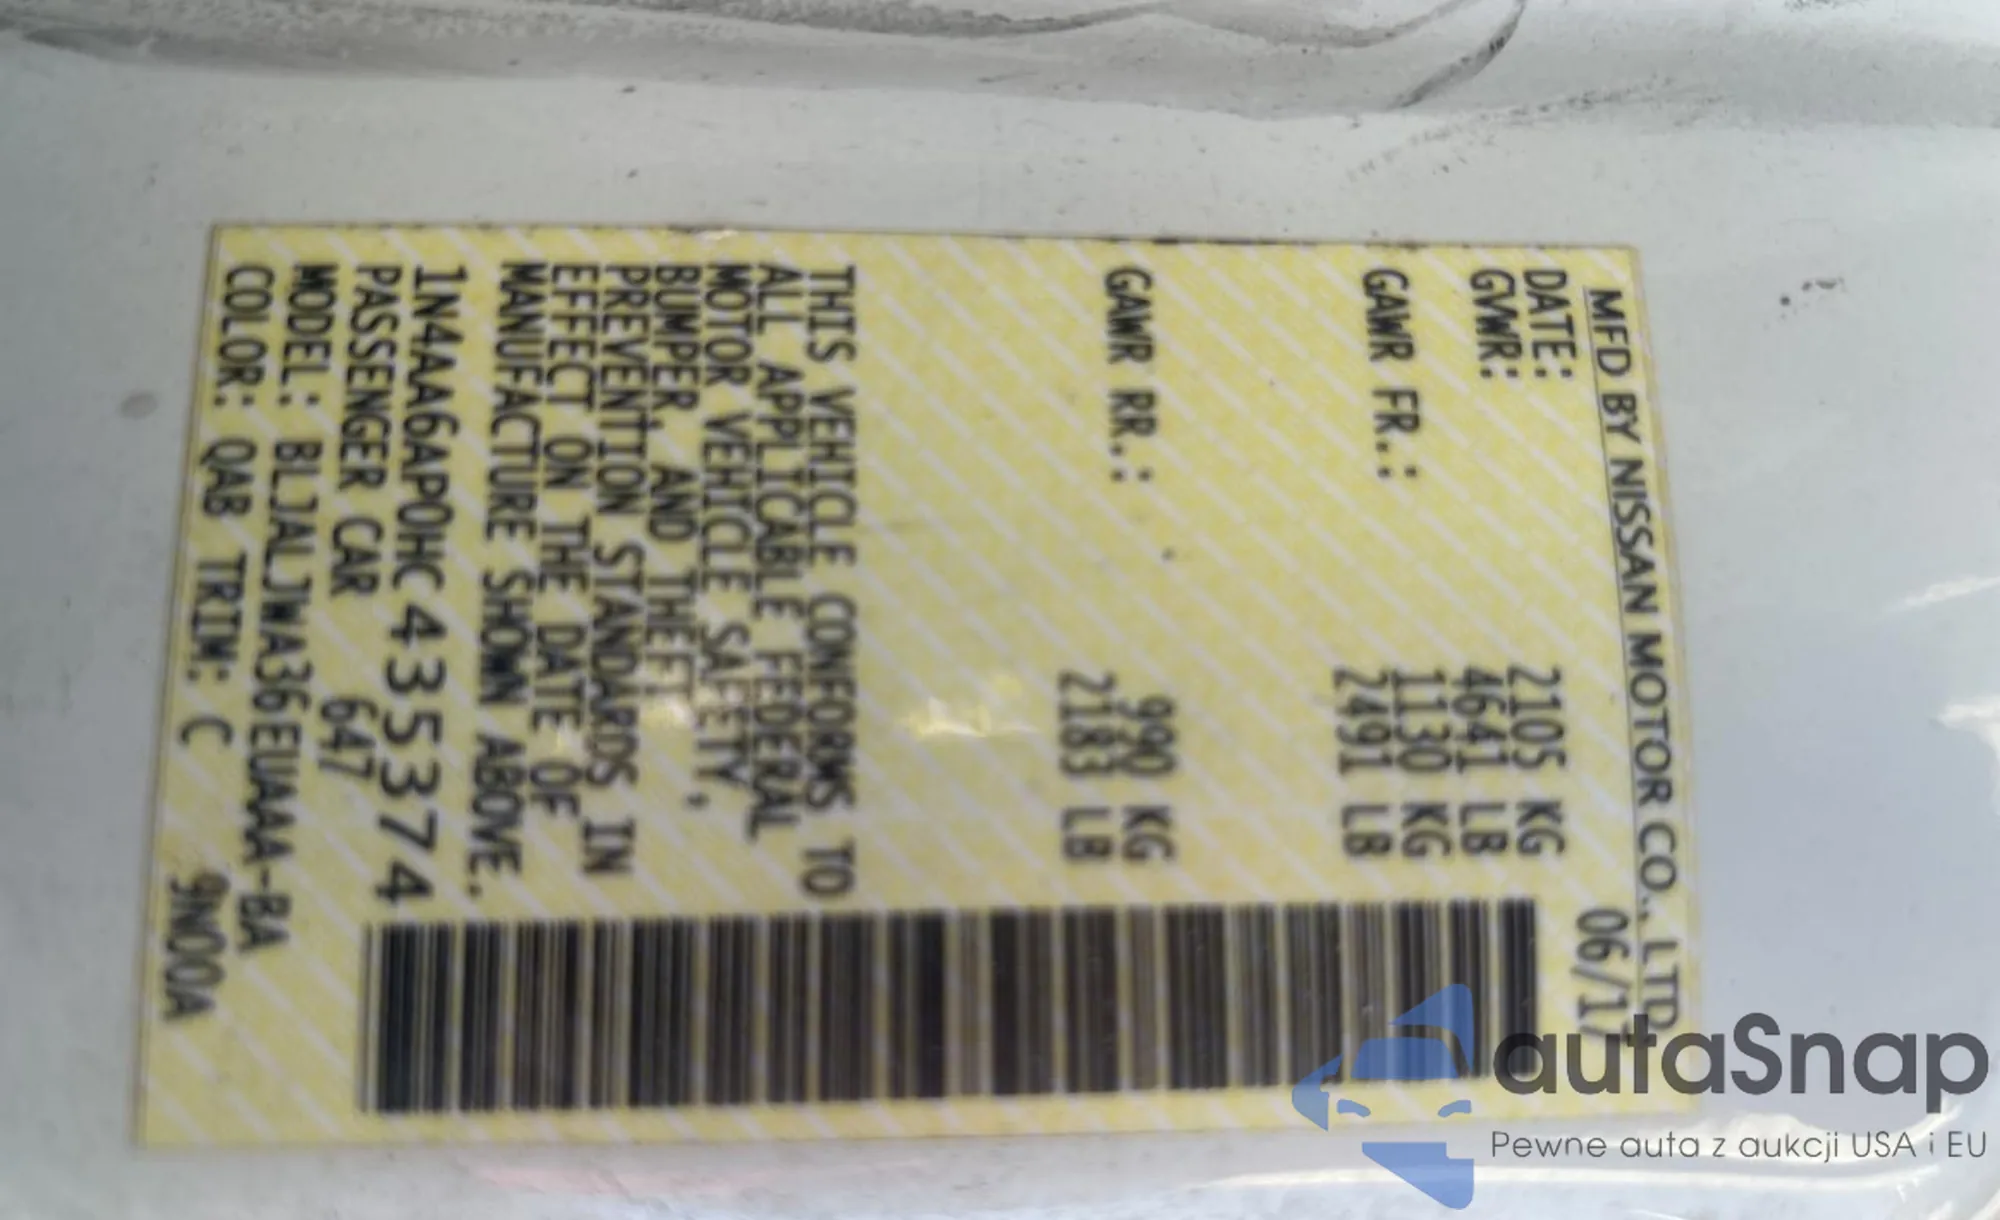 MFD BY NISSAN MOTOR CO., LTD.
DATE: 06/17
GVWR: 2105 KG
4641 LB
GAWR FR.: 1130 KG
2491 LB
GAWR RR.: 990 KG
2183 LB
THIS VEHICLE CONFORMS TO
ALL APPLICABLE FEDERAL
MOTOR VEHICLE SAFETY,
BUMPER, AND THEFT
PREVENTION STANDARDS IN
EFFECT ON THE DATE OF
MANUFACTURE SHOWN ABOVE.
1N4AA6AP0HC435374
PASSENGER CAR 647
MODEL: BLJALJWA36EUAAA-BA
COLOR: QAB TRIM: C 9N00A
autaSnap
Pewne auta z aukcji USA i EU